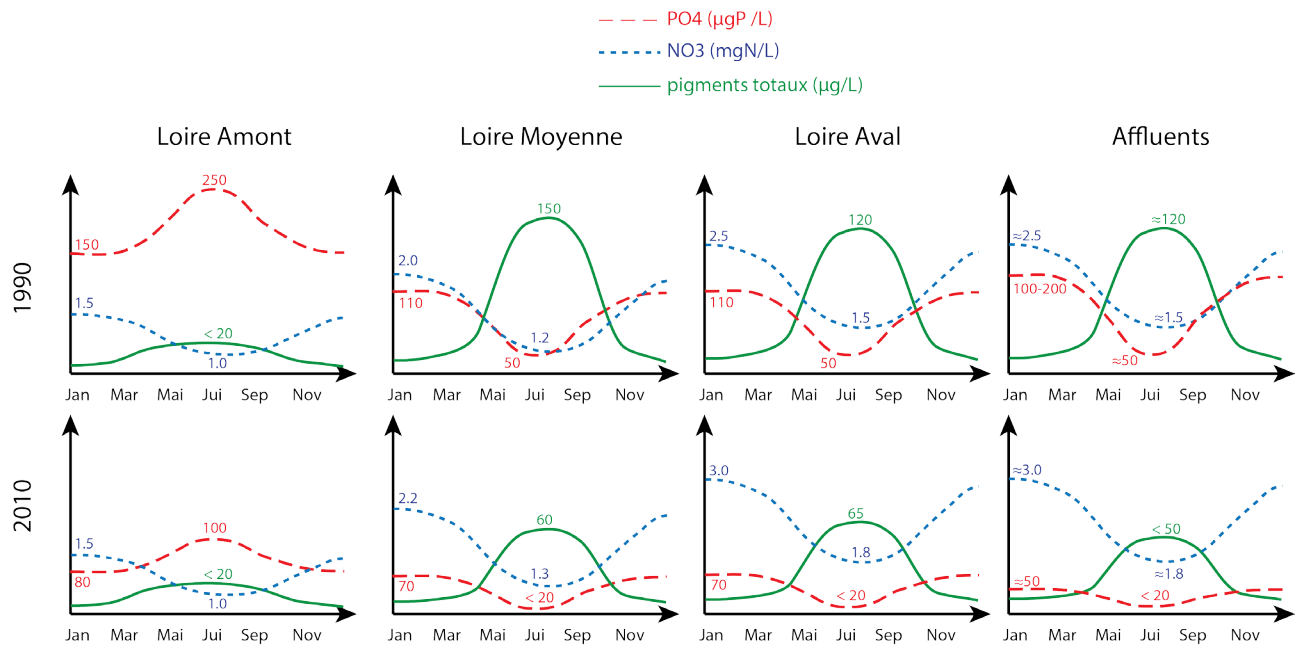 PO4 (µgP /L)
NO3 (mgN/L)
pigments totaux (µg/L)
Loire Amont
Loire Moyenne
Loire Aval
Affluents
1990
250
150
1.5
< 20
1.0
Jan Mar Mai Jui Sep Nov
150
2.0
110
1.2
50
Jan Mar Mai Jui Sep Nov
120
2.5
110
1.5
50
Jan Mar Mai Jui Sep Nov
≈120
≈2.5
100-200
≈1.5
≈50
Jan Mar Mai Jui Sep Nov
2010
100
1.5
80
< 20
1.0
Jan Mar Mai Jui Sep Nov
2.2
60
70
1.3
< 20
Jan Mar Mai Jui Sep Nov
3.0
65
1.8
70
< 20
Jan Mar Mai Jui Sep Nov
≈3.0
< 50
≈1.8
≈50
< 20
Jan Mar Mai Jui Sep Nov